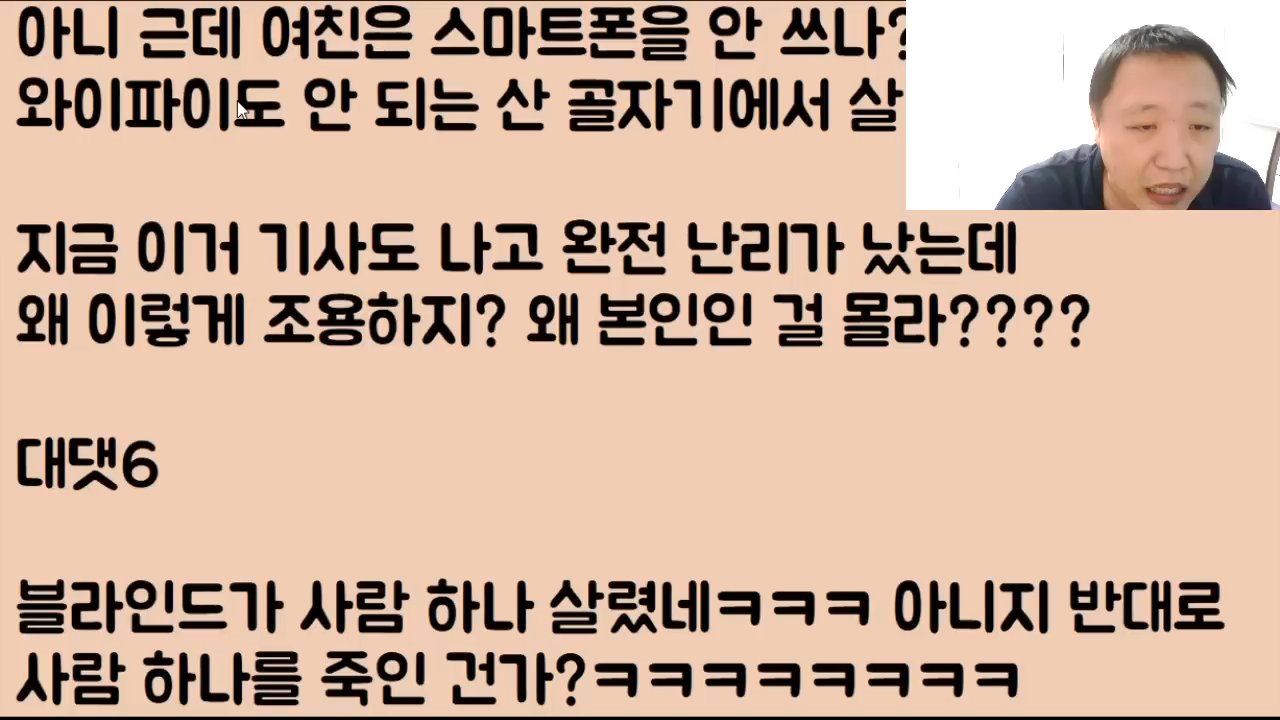 아니 근데 여친은 스마트폰을 안 쓰나?
와이파이도 안 되는 산 골자기에서 살
지금 이거 기사도 나고 완전 난리가 났는데
왜 이렇게 조용하지? 왜 본인인 걸 몰라????
대댓6
블라인드가 사람 하나 살렸네ㅋㅋㅋ 아니지 반대로
사람 하나를 죽인 건가?ㅋㅋㅋㅋㅋㅋㅋㅋ